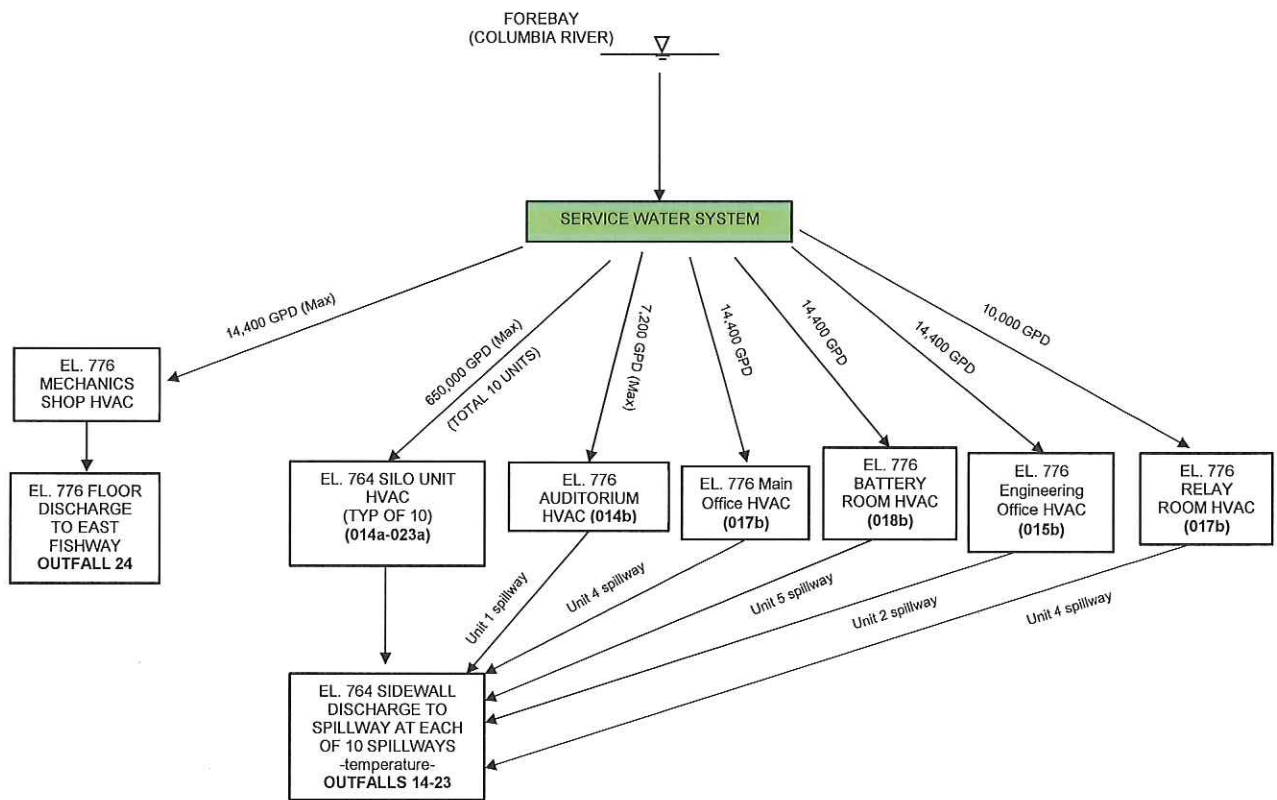 FOREBAY
(COLUMBIA RIVER)
SERVICE WATER SYSTEM
14,400 GPD (Max)
650,000 GPD (Max)
(TOTAL 10 UNITS)
7,200 GPD (Max)
14,400 GPD
14,400 GPD
14,400 GPD
10,000 GPD
EL. 776
MECHANICS
SHOP HVAC
EL. 776 FLOOR
DISCHARGE
TO EAST
FISHWAY
OUTFALL 24
EL. 764 SILO UNIT
HVAC
(TYP OF 10)
(014a-023a)
EL. 776
AUDITORIUM
HVAC (014b)
EL. 776 Main
Office HVAC
(017b)
EL. 776
BATTERY
ROOM HVAC
(018b)
EL. 776
Engineering
Office HVAC
(015b)
EL. 776
RELAY
ROOM HVAC
(017b)
Unit 1 spillway
Unit 4 spillway
Unit 5 spillway
Unit 2 spillway
Unit 4 spillway
EL. 764 SIDEWALL
DISCHARGE TO
SPILLWAY AT EACH
OF 10 SPILLWAYS
-temperature-
OUTFALLS 14-23